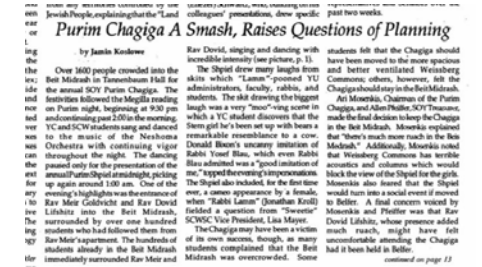 Jewish People, explaining that the "Land
colleagues' presentations, drew specific
past two weeks.
Purim Chagiga A Smash, Raises Questions of Planning
by Jamin Koslowe
Over 1600 people crowded into the
Beit Midrash in Tannenbaum Hall for
the annual SOY Purim Chagiga. The
festivities followed the Megilla reading
on Purim night, beginning at 9:30 pm
and continuing past 2:00 in the morning.
YC and SCW students sang and danced
to the music of the Neshoma
Orchestra with continuing vigor
throughout the night. The dancing
paused only for the presentation of the
annual Purim Shpiel at midnight, picking
up again around 1:00 am. One of the
evening's highlights was the entrance of
Rav Meir Goldvicht and Rav Dovid
Lifshitz into the Beit Midrash,
surrounded by over one hundred
students who had followed them from
Rav Meir's apartment. The hundreds of
students already in the Beit Midrash
immediately surrounded Rav Meir and
Rav Dovid, singing and dancing with
incredible intensity (see picture, p. 1).
The Shpiel drew many laughs from
skits which "Lamm"-pooned YU
administrators, faculty, rabbis, and
students. The skit drawing the biggest
laugh was a very "moo"-ving scene in
which a YC student discovers that the
Stern girl he's been set up with bears a
remarkable resemblance to a cow.
Donald Bixon's uncanny imitation of
Rabbi Yosef Blau, which even Rabbi
Blau admitted was a "good imitation of
me," topped the evening's impersonations.
The Shpiel also included, for the first time
ever, a cameo appearance by a female,
when "Rabbi Lamm" (Jonathan Kroll)
fielded a question from "Sweetie"
SCWSC Vice President, Lisa Mayer.
The Chagiga may have been a victim
of its own success, though, as many
students complained that the Beit
Midrash was overcrowded. Some
students felt that the Chagiga should
have been moved to the more spacious
and better ventilated Weissberg
Commons; others, however, felt the
Chagiga should stay in the Beit Midrash.
Ari Mosenkis, Chairman of the Purim
Chagiga, and Allen Pfeiffer, SOY Treasurer,
made the final decision to keep the Chagiga
in the Beit Midrash. Mosenkis explained
that "there's much more ruach in the Beis
Medrash." Additionally, Mosenkis noted
that Weissberg Commons has terrible
acoustics and columns which would
block the view of the Shpiel for the girls.
Mosenkis also feared that the Shpiel
would turn into a social event if moved
to Belfer. A final concern voiced by
Mosenkis and Pfeiffer was that Rav
Dovid Lifshitz, whose presence added
much ruach, might have felt
uncomfortable attending the Chagiga
had it been held in Belfer.
continued on page 13